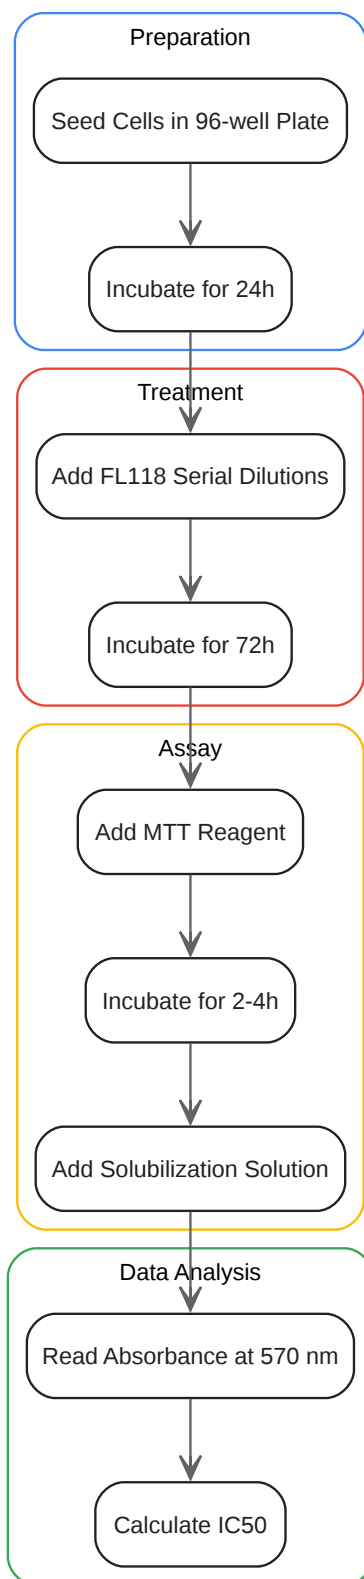 Preparation
Seed Cells in 96-well Plate
Incubate for 24h
Treatment
Add FL118 Serial Dilutions
Incubate for 72h
Assay
Add MTT Reagent
Incubate for 2-4h
Add Solubilization Solution
Data Analysis
Read Absorbance at 570 nm
Calculate IC50